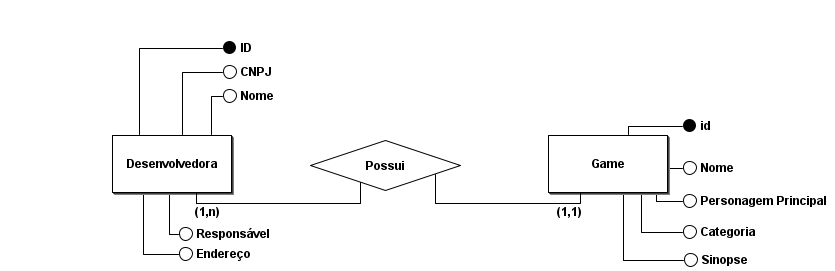 ID
CNPJ
Nome
Desenvolvedora
(1,n)
Responsável
Endereço
Possui
id
Game
Nome
(1,1)
Personagem Principal
Categoria
Sinopse